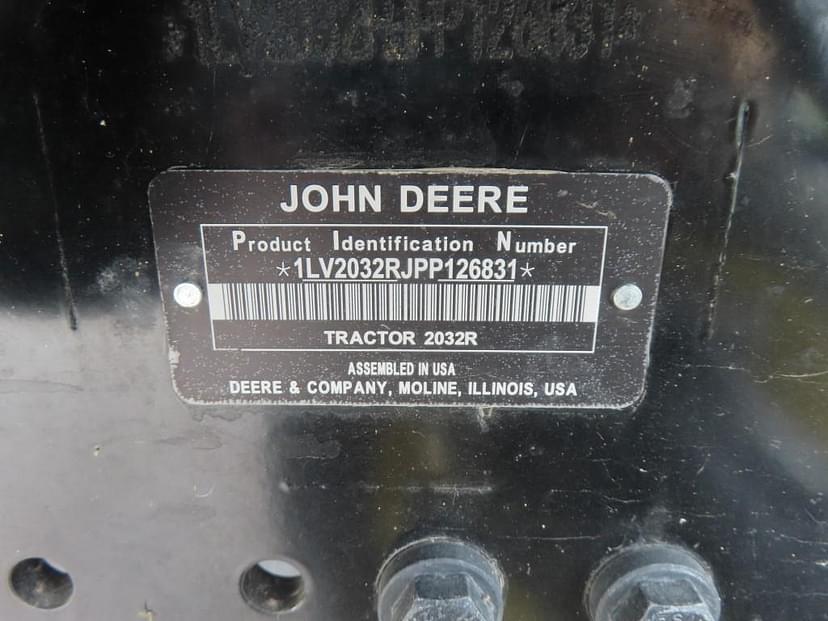 JOHN DEERE
Product Identification Number
*1LV2032RJPP126831*
TRACTOR 2032R
ASSEMBLED IN USA
DEERE & COMPANY, MOLINE, ILLINOIS, USA